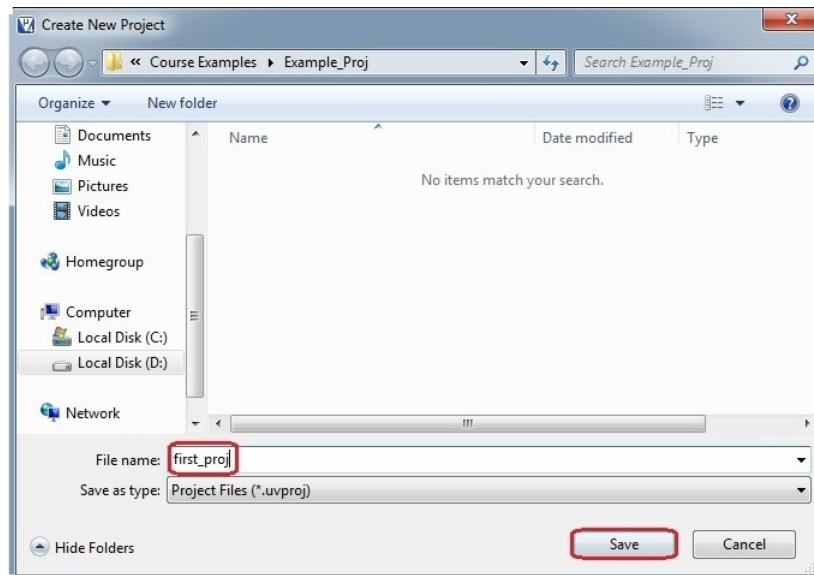 Create New Project
« Course Examples ▸ Example_Proj
Search Example_Proj
Organize ▾ New folder
Documents
Music
Pictures
Videos
Homegroup
Computer
Local Disk (C:)
Local Disk (D:)
Network
Name Date modified Type
No items match your search.
File name: first_proj
Save as type: Project Files (*.uvproj)
Hide Folders
Save Cancel